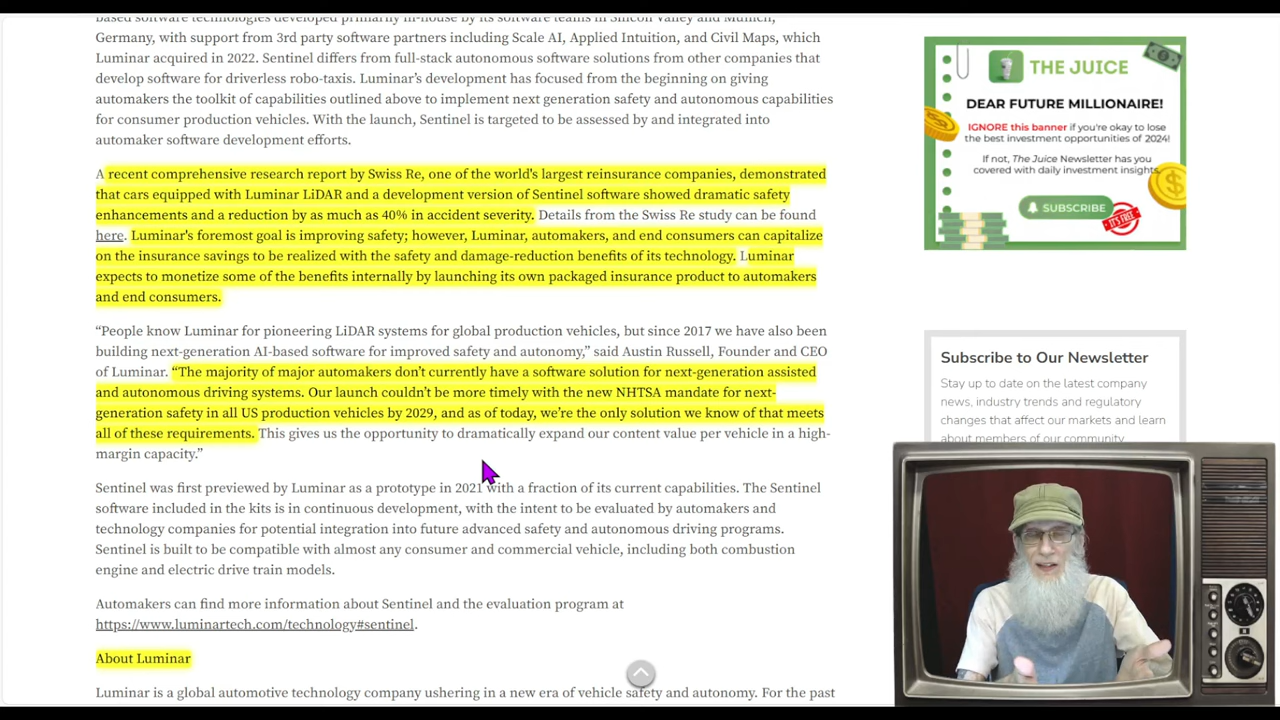 based software technologies developed primarily in-house by its software teams in Silicon Valley and Munich,
Germany, with support from 3rd party software partners including Scale AI, Applied Intuition, and Civil Maps, which
Luminar acquired in 2022. Sentinel differs from full-stack autonomous software solutions from other companies that
develop software for driverless robo-taxis. Luminar’s development has focused from the beginning on giving
automakers the toolkit of capabilities outlined above to implement next generation safety and autonomous capabilities
for consumer production vehicles. With the launch, Sentinel is targeted to be assessed by and integrated into
automaker software development efforts.
A recent comprehensive research report by Swiss Re, one of the world's largest reinsurance companies, demonstrated
that cars equipped with Luminar LiDAR and a development version of Sentinel software showed dramatic safety
enhancements and a reduction by as much as 40% in accident severity. Details from the Swiss Re study can be found
here. Luminar's foremost goal is improving safety; however, Luminar, automakers, and end consumers can capitalize
on the insurance savings to be realized with the safety and damage-reduction benefits of its technology. Luminar
expects to monetize some of the benefits internally by launching its own packaged insurance product to automakers
and end consumers.
“People know Luminar for pioneering LiDAR systems for global production vehicles, but since 2017 we have also been
building next-generation AI-based software for improved safety and autonomy,” said Austin Russell, Founder and CEO
of Luminar. “The majority of major automakers don’t currently have a software solution for next-generation assisted
and autonomous driving systems. Our launch couldn’t be more timely with the new NHTSA mandate for next-
generation safety in all US production vehicles by 2029, and as of today, we’re the only solution we know of that meets
all of these requirements. This gives us the opportunity to dramatically expand our content value per vehicle in a high-
margin capacity.”
Sentinel was first previewed by Luminar as a prototype in 2021 with a fraction of its current capabilities. The Sentinel
software included in the kits is in continuous development, with the intent to be evaluated by automakers and
technology companies for potential integration into future advanced safety and autonomous driving programs.
Sentinel is built to be compatible with almost any consumer and commercial vehicle, including both combustion
engine and electric drive train models.
Automakers can find more information about Sentinel and the evaluation program at
https://www.luminartech.com/technology#sentinel.
About Luminar
Luminar is a global automotive technology company ushering in a new era of vehicle safety and autonomy. For the past
THE JUICE
DEAR FUTURE MILLIONAIRE!
IGNORE this banner if you're okay to lose
the best investment opportunities of 2024!
If not, The Juice Newsletter has you
covered with daily investment insights.
SUBSCRIBE
IT'S FREE
Subscribe to Our Newsletter
Stay up to date on the latest company
news, industry trends and regulatory
changes that affect our markets and learn
about members of our community